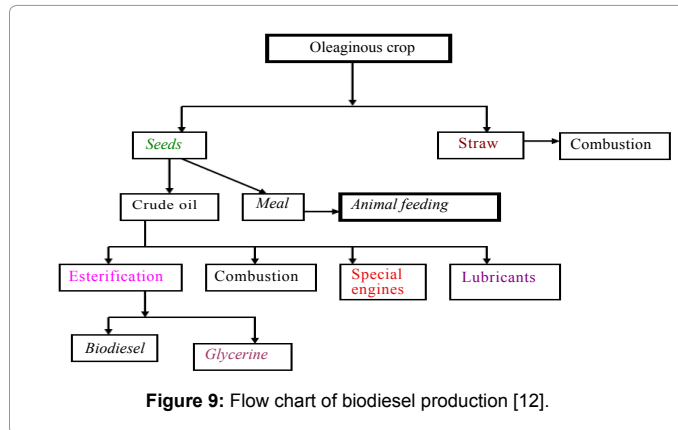 Oleaginous crop
Seeds
Straw
Combustion
Crude oil
Meal
Animal feeding
Esterification
Combustion
Special
engines
Lubricants
Biodiesel
Glycerine
Figure 9: Flow chart of biodiesel production [12].